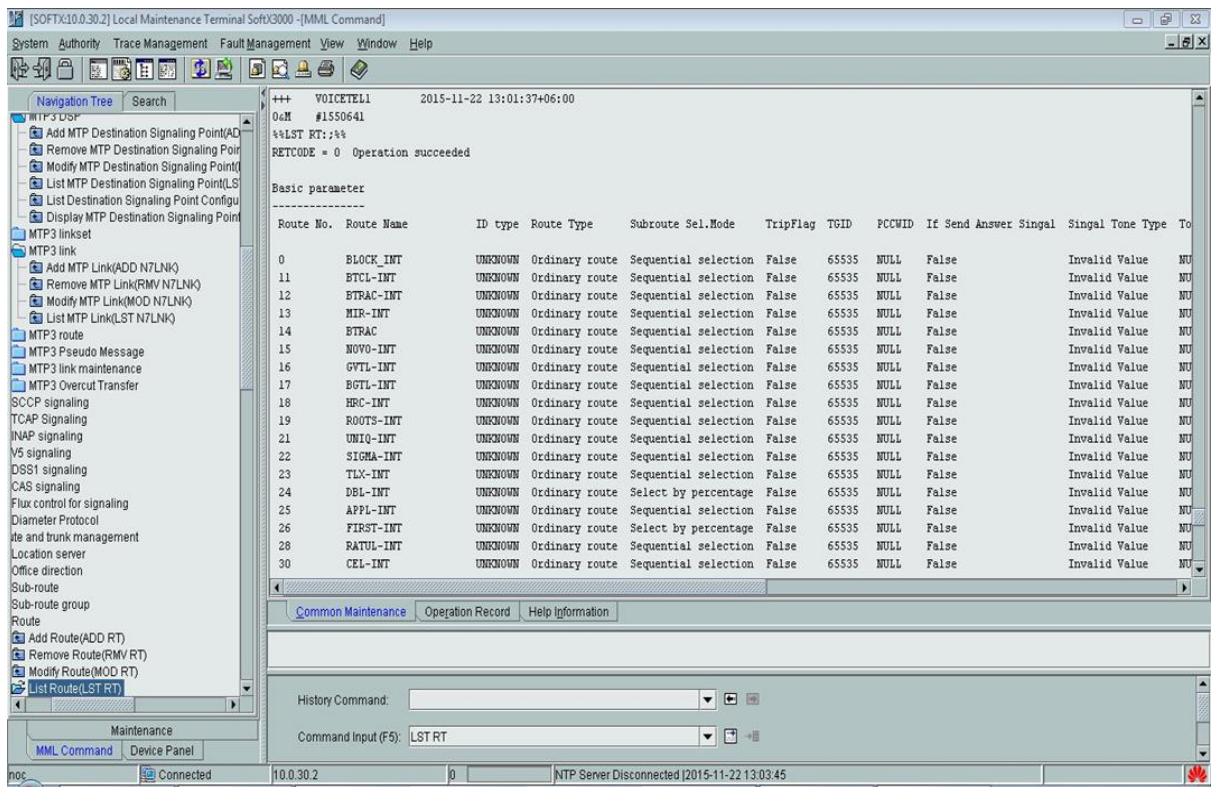 [SOFTX:10.0.30.2] Local Maintenance Terminal SoftX3000 -[MML Command]
System Authority Trace Management Fault Management View Window Help
Navigation Tree Search
MTP3 DSP
Add MTP Destination Signaling Point(AD
Remove MTP Destination Signaling Poir
Modify MTP Destination Signaling Point(
List MTP Destination Signaling Point(LS
List Destination Signaling Point Configu
Display MTP Destination Signaling Point
MTP3 linkset
MTP3 link
Add MTP Link(ADD N7LNK)
Remove MTP Link(RMV N7LNK)
Modify MTP Link(MOD N7LNK)
List MTP Link(LST N7LNK)
MTP3 route
MTP3 Pseudo Message
MTP3 link maintenance
MTP3 Overcut Transfer
SCCP signaling
TCAP Signaling
INAP signaling
V5 signaling
DSS1 signaling
CAS signaling
Flux control for signaling
Diameter Protocol
ute and trunk management
Location server
Office direction
Sub-route
Sub-route group
Route
Add Route(ADD RT)
Remove Route(RMV RT)
Modify Route(MOD RT)
List Route(LST RT)
Maintenance
MML Command Device Panel
+++ VOICETEL1 2015-11-22 13:01:37+06:00
O&M #1550641
%%LST RT:;%%
RETCODE = 0 Operation succeeded
Basic parameter
---------------
Route No. Route Name ID type Route Type Subroute Sel.Mode TripFlag TGID PCCWID If Send Answer Singal Singal Tone Type To
0 BLOCK_INT UNKNOWN Ordinary route Sequential selection False 65535 NULL False Invalid Value NU
11 BTCL-INT UNKNOWN Ordinary route Sequential selection False 65535 NULL False Invalid Value NU
12 BTRAC-INT UNKNOWN Ordinary route Sequential selection False 65535 NULL False Invalid Value NU
13 MIR-INT UNKNOWN Ordinary route Sequential selection False 65535 NULL False Invalid Value NU
14 BTRAC UNKNOWN Ordinary route Sequential selection False 65535 NULL False Invalid Value NU
15 NOVO-INT UNKNOWN Ordinary route Sequential selection False 65535 NULL False Invalid Value NU
16 GVTL-INT UNKNOWN Ordinary route Sequential selection False 65535 NULL False Invalid Value NU
17 BGTL-INT UNKNOWN Ordinary route Sequential selection False 65535 NULL False Invalid Value NU
18 HRC-INT UNKNOWN Ordinary route Sequential selection False 65535 NULL False Invalid Value NU
19 ROOTS-INT UNKNOWN Ordinary route Sequential selection False 65535 NULL False Invalid Value NU
21 UNIQ-INT UNKNOWN Ordinary route Sequential selection False 65535 NULL False Invalid Value NU
22 SIGMA-INT UNKNOWN Ordinary route Sequential selection False 65535 NULL False Invalid Value NU
23 TLX-INT UNKNOWN Ordinary route Sequential selection False 65535 NULL False Invalid Value NU
24 DBL-INT UNKNOWN Ordinary route Select by percentage False 65535 NULL False Invalid Value NU
25 APPL-INT UNKNOWN Ordinary route Sequential selection False 65535 NULL False Invalid Value NU
26 FIRST-INT UNKNOWN Ordinary route Select by percentage False 65535 NULL False Invalid Value NU
28 RATUL-INT UNKNOWN Ordinary route Sequential selection False 65535 NULL False Invalid Value NU
30 CEL-INT UNKNOWN Ordinary route Sequential selection False 65535 NULL False Invalid Value NU
Common Maintenance Operation Record Help Information
History Command:
Command Input (F5): LST RT
noc Connected 10.0.30.2 0 NTP Server Disconnected |2015-11-22 13:03:45